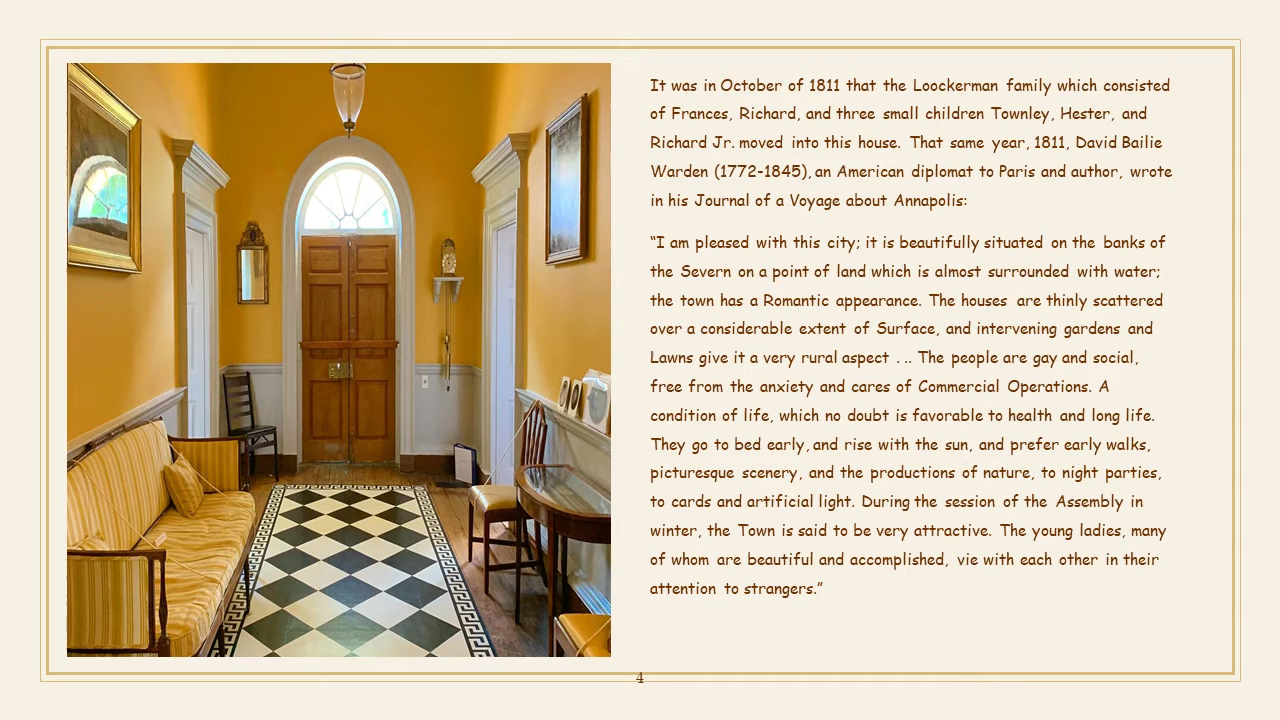 It was in October of 1811 that the Loockerman family which consisted
of Frances, Richard, and three small children Townley, Hester, and
Richard Jr. moved into this house. That same year, 1811, David Bailie
Warden (1772-1845), an American diplomat to Paris and author, wrote
in his Journal of a Voyage about Annapolis:
“I am pleased with this city; it is beautifully situated on the banks of
the Severn on a point of land which is almost surrounded with water;
the town has a Romantic appearance. The houses are thinly scattered
over a considerable extent of Surface, and intervening gardens and
Lawns give it a very rural aspect . .. The people are gay and social,
free from the anxiety and cares of Commercial Operations. A
condition of life, which no doubt is favorable to health and long life.
They go to bed early, and rise with the sun, and prefer early walks,
picturesque scenery, and the productions of nature, to night parties,
to cards and artificial light. During the session of the Assembly in
winter, the Town is said to be very attractive. The young ladies, many
of whom are beautiful and accomplished, vie with each other in their
attention to strangers.”
4